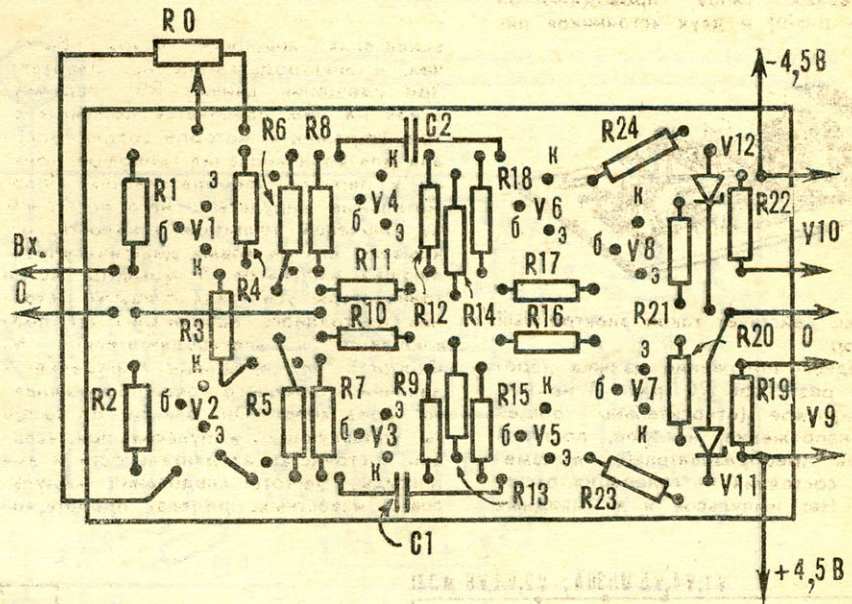 R0
-4,5В
R6 R8 C2 R24 V12
R1 э к R18 к R22
б V1 V4 б V6 к V10
б э б э б V8 э
Вх. к R4 R11 R12 R14 R17 R21
0 R3 R10 R16 R20 0
R2 к R5 R7 R9 R15 э R19
б V2 э к б V7 к V9
э б V3 к б V5 э
R13 R23 V11
C1
+4,5В